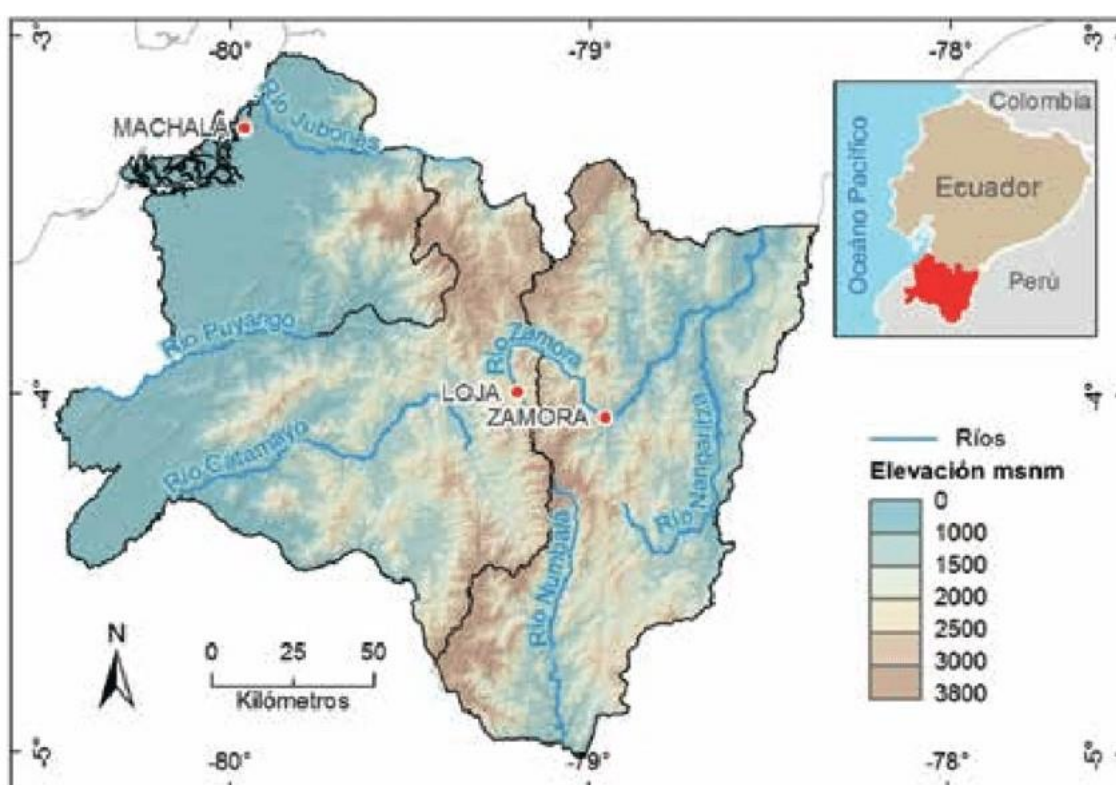 -80°
-79°
-78°
-3°
-3°
MACHALA
Río Jubones
Colombia
Océano Pacífico
Ecuador
Perú
Río Puyango
Río Zamora
-4°
LOJA
ZAMORA
-4°
Río Catamayo
Río Nangaritza
Río Numbala
Ríos
Elevación msnm
0
1000
1500
2000
2500
3000
3800
N
0 25 50
Kilómetros
-5°
-5°
-80°
-79°
-78°